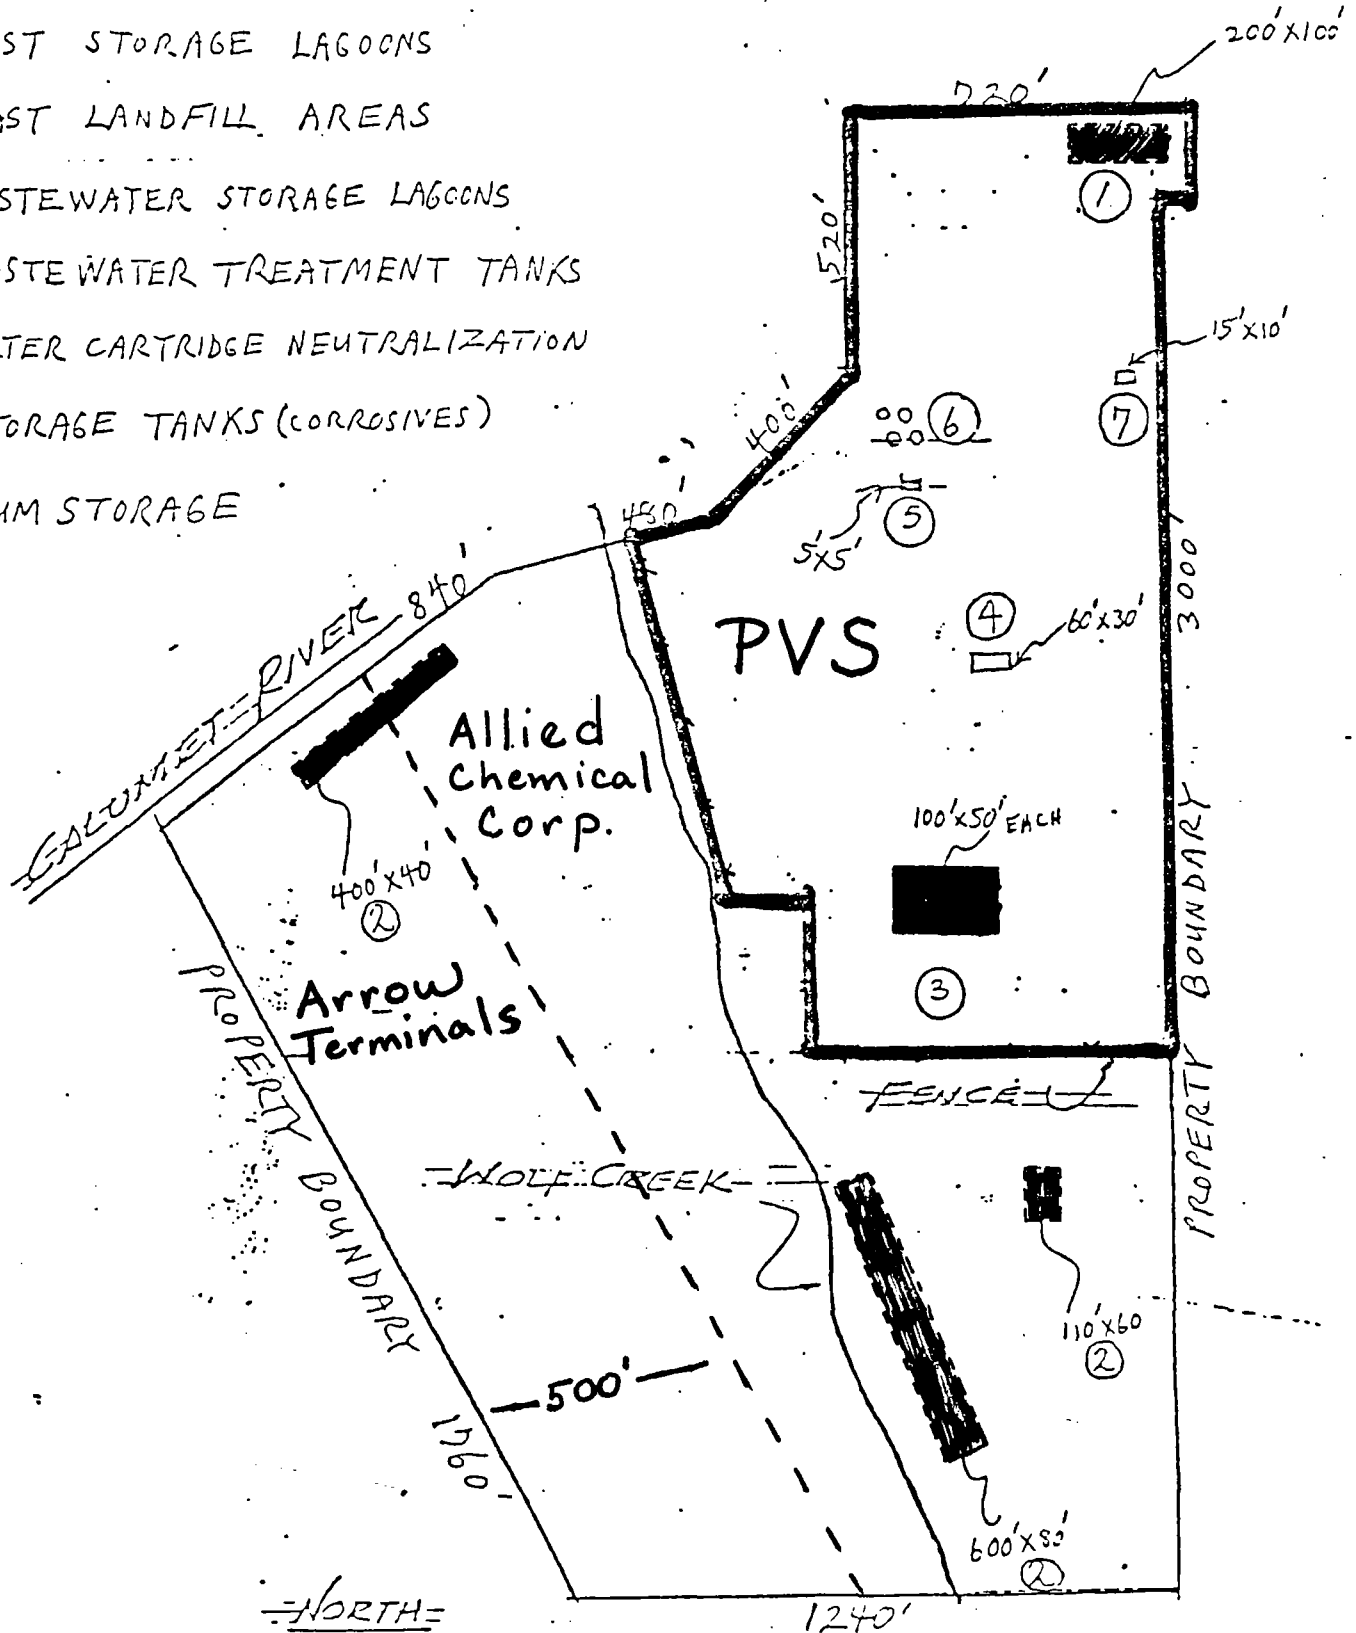 ST STORAGE LAGOONS
ST LANDFILL AREAS
STEWATER STORAGE LAGOONS
STEWATER TREATMENT TANKS
TER CARTRIDGE NEUTRALIZATION
ORAGE TANKS (CORROSIVES)
UM STORAGE
200'X100'
720'
1
520'
15'X10'
400'
6
7
480'
5
5'X5'
840'
3000'
4
60'X30'
CALUMET RIVER
PVS
Allied
Chemical
Corp.
100'X50' EACH
400'X40'
2
3
Arrow
Terminals
PROPERTY BOUNDARY
FENCE
PROPERTY BOUNDARY
WOLF CREEK
110'X60
2
500'
1760'
600'X80'
2
NORTH
1240'